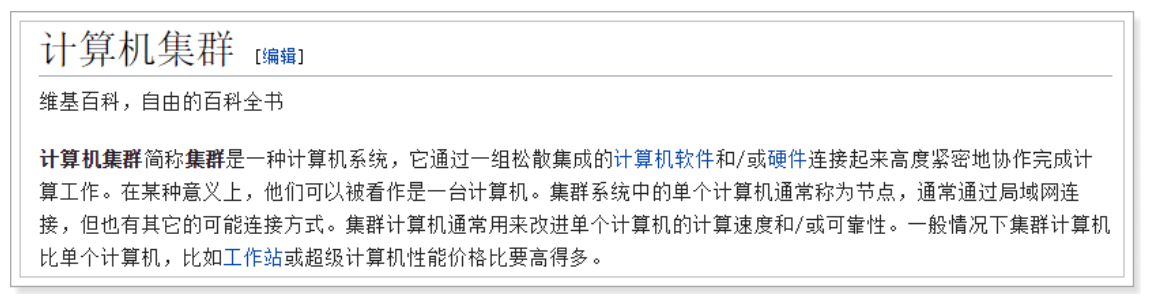 计算机集群 [编辑]
维基百科，自由的百科全书
计算机集群简称集群是一种计算机系统，它通过一组松散集成的计算机软件和/或硬件连接起来高度紧密地协作完成计
算工作。在某种意义上，他们可以被看作是一台计算机。集群系统中的单个计算机通常称为节点，通常通过局域网连
接，但也有其它的可能连接方式。集群计算机通常用来改进单个计算机的计算速度和/或可靠性。一般情况下集群计算机
比单个计算机，比如工作站或超级计算机性能价格比要高得多。